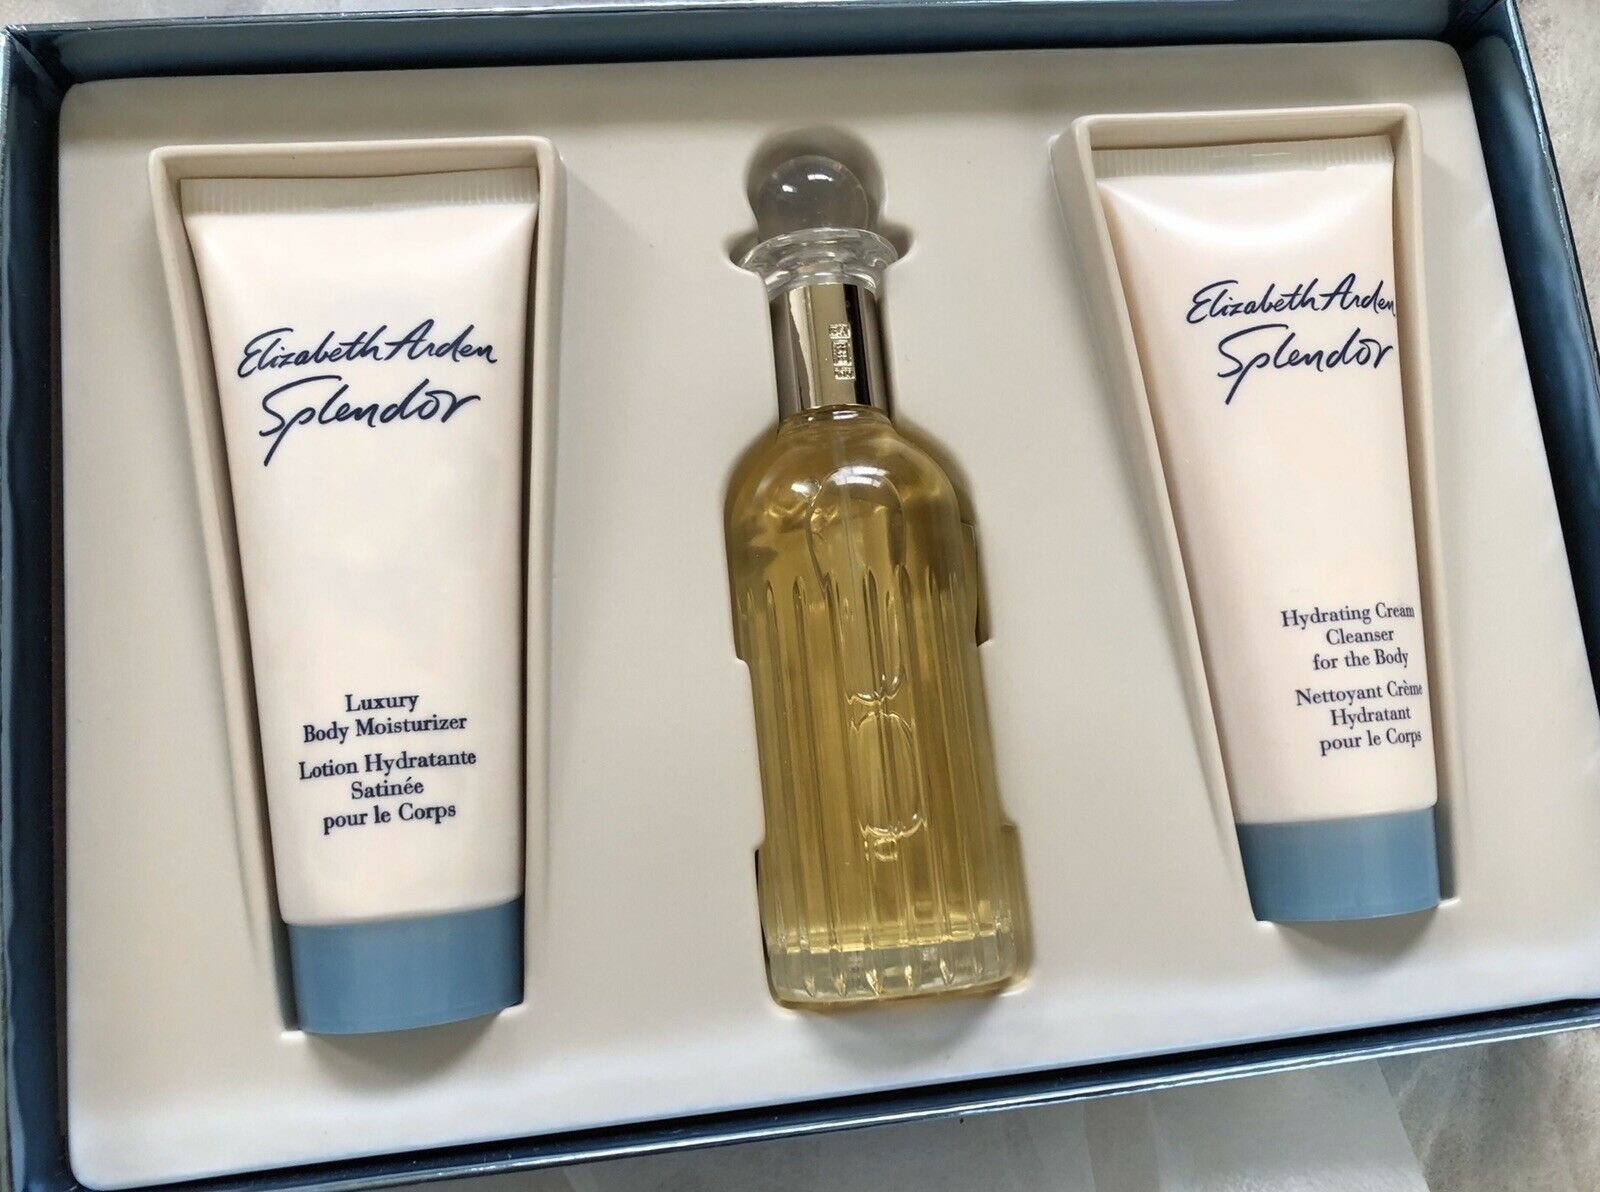 Elizabeth Arden
Splendor
Luxury
Body Moisturizer
Lotion Hydratante
Satinée
pour le Corps
Elizabeth Arden
Splendor
Hydrating Cream
Cleanser
for the Body
Nettoyant Crème
Hydratant
pour le Corps